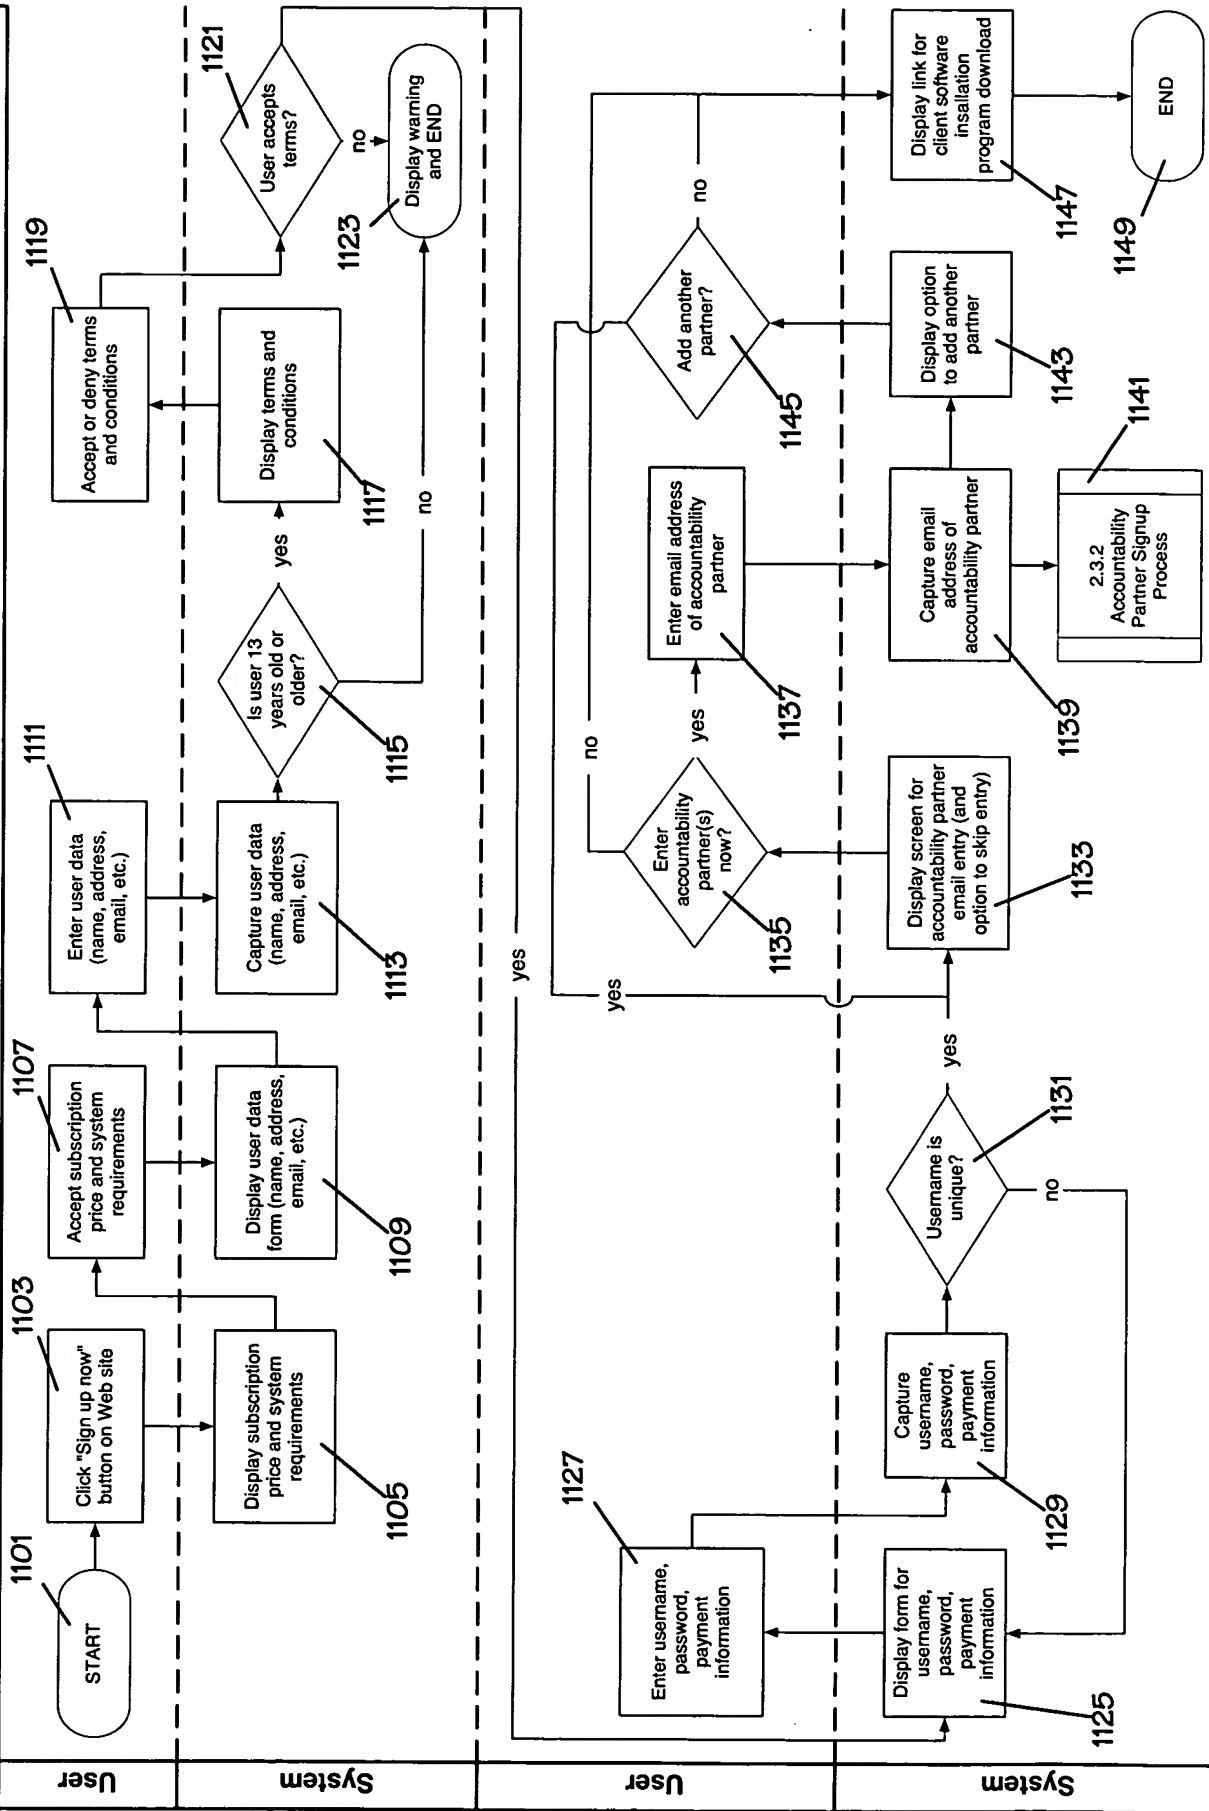 User
1101
START
1103
Click "Sign up now"
button on Web site
1107
Accept subscription
price and system
requirements
1111
Enter user data
(name, address,
email, etc.)
1119
Accept or deny terms
and conditions
System
Display subscription
price and system
requirements
1105
Display user data
form (name, address,
email, etc.)
1109
Capture user data
(name, address,
email, etc.)
1113
Is user 13
years old or
older?
1115
yes
no
Display terms and
conditions
1117
User accepts
terms?
1121
no
Display warning
and END
1123
yes
User
Enter username,
password,
payment
information
1127
yes
Enter
accountability
partner(s)
now?
1135
no
yes
Enter email address
of accountability
partner
1137
Add another
partner?
1145
no
System
Display form for
username,
password,
payment
information
1125
Capture
username,
password,
payment
information
1129
Username is
unique?
1131
yes
no
Display screen for
accountability partner
email entry (and
option to skip entry)
1133
Capture email
address of
accountability partner
1139
2.3.2
Accountability
Partner Signup
Process
1141
Display option
to add another
partner
1143
Display link for
client software
insallation
program download
1147
END
1149